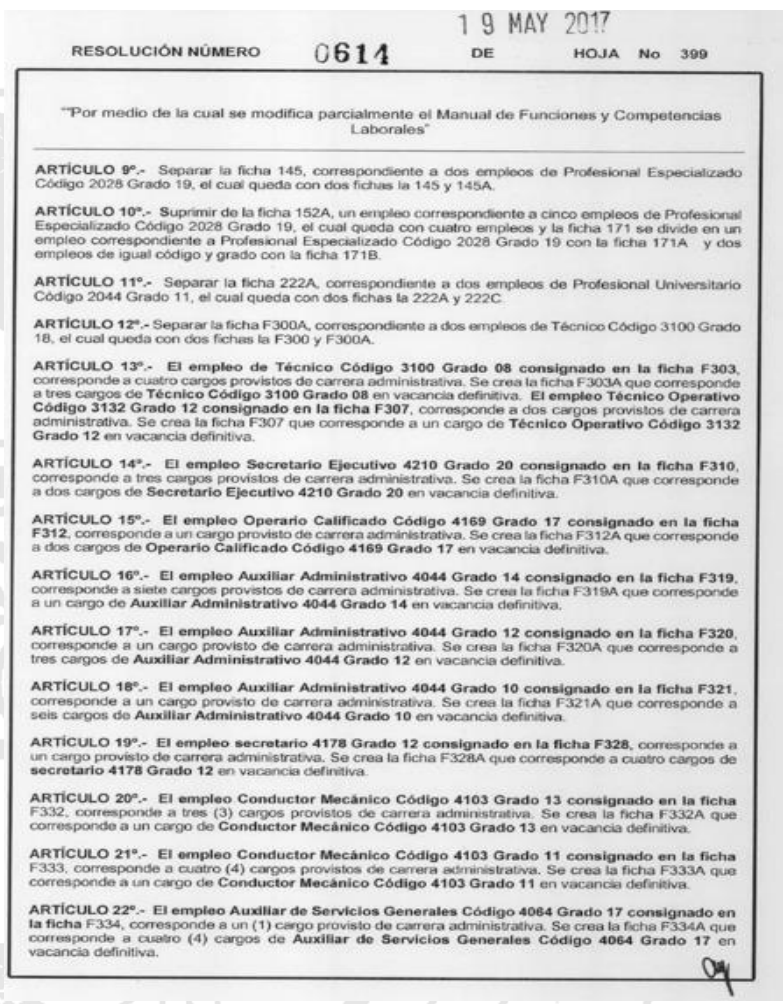 19 MAY 2017
RESOLUCIÓN NÚMERO 0614 DE HOJA No 399
""Por medio de la cual se modifica parcialmente el Manual de Funciones y Competencias
Laborales"
ARTÍCULO 9º.- Separar la ficha 145, correspondiente a dos empleos de Profesional Especializado
Código 2028 Grado 19, el cual queda con dos fichas la 145 y 145A.
ARTÍCULO 10º.- Suprimir de la ficha 152A, un empleo correspondiente a cinco empleos de Profesional
Especializado Código 2028 Grado 19, el cual queda con cuatro empleos y la ficha 171 se divide en un
empleo correspondiente a Profesional Especializado Código 2028 Grado 19 con la ficha 171A y dos
empleos de igual código y grado con la ficha 171B.
ARTÍCULO 11º.- Separar la ficha 222A, correspondiente a dos empleos de Profesional Universitario
Código 2044 Grado 11, el cual queda con dos fichas la 222A y 222C.
ARTÍCULO 12º.- Separar la ficha F300A, correspondiente a dos empleos de Técnico Código 3100 Grado
18, el cual queda con dos fichas la F300 y F300A.
ARTÍCULO 13º.- El empleo de Técnico Código 3100 Grado 08 consignado en la ficha F303,
corresponde a cuatro cargos provistos de carrera administrativa. Se crea la ficha F303A que corresponde
a tres cargos de Técnico Código 3100 Grado 08 en vacancia definitiva. El empleo Técnico Operativo
Código 3132 Grado 12 consignado en la ficha F307, corresponde a dos cargos provistos de carrera
administrativa. Se crea la ficha F307 que corresponde a un cargo de Técnico Operativo Código 3132
Grado 12 en vacancia definitiva.
ARTÍCULO 14º.- El empleo Secretario Ejecutivo 4210 Grado 20 consignado en la ficha F310,
corresponde a tres cargos provistos de carrera administrativa. Se crea la ficha F310A que corresponde
a dos cargos de Secretario Ejecutivo 4210 Grado 20 en vacancia definitiva.
ARTÍCULO 15º.- El empleo Operario Calificado Código 4169 Grado 17 consignado en la ficha
F312, corresponde a un cargo provisto de carrera administrativa. Se crea la ficha F312A que corresponde
a dos cargos de Operario Calificado Código 4169 Grado 17 en vacancia definitiva.
ARTÍCULO 16º.- El empleo Auxiliar Administrativo 4044 Grado 14 consignado en la ficha F319,
corresponde a siete cargos provistos de carrera administrativa. Se crea la ficha F319A que corresponde
a un cargo de Auxiliar Administrativo 4044 Grado 14 en vacancia definitiva.
ARTÍCULO 17º.- El empleo Auxiliar Administrativo 4044 Grado 12 consignado en la ficha F320,
corresponde a un cargo provisto de carrera administrativa. Se crea la ficha F320A que corresponde a
tres cargos de Auxiliar Administrativo 4044 Grado 12 en vacancia definitiva.
ARTÍCULO 18º.- El empleo Auxiliar Administrativo 4044 Grado 10 consignado en la ficha F321,
corresponde a un cargo provisto de carrera administrativa. Se crea la ficha F321A que corresponde a
seis cargos de Auxiliar Administrativo 4044 Grado 10 en vacancia definitiva.
ARTÍCULO 19º.- El empleo secretario 4178 Grado 12 consignado en la ficha F328, corresponde a
un cargo provisto de carrera administrativa. Se crea la ficha F328A que corresponde a cuatro cargos de
secretario 4178 Grado 12 en vacancia definitiva.
ARTÍCULO 20º.- El empleo Conductor Mecánico Código 4103 Grado 13 consignado en la ficha
F332, corresponde a tres (3) cargos provistos de carrera administrativa. Se crea la ficha F332A que
corresponde a un cargo de Conductor Mecánico Código 4103 Grado 13 en vacancia definitiva.
ARTÍCULO 21º.- El empleo Conductor Mecánico Código 4103 Grado 11 consignado en la ficha
F333, corresponde a cuatro (4) cargos provistos de carrera administrativa. Se crea la ficha F333A que
corresponde a un cargo de Conductor Mecánico Código 4103 Grado 11 en vacancia definitiva.
ARTÍCULO 22º.- El empleo Auxiliar de Servicios Generales Código 4064 Grado 17 consignado en
la ficha F334, corresponde a un (1) cargo provisto de carrera administrativa. Se crea la ficha F334A que
corresponde a cuatro (4) cargos de Auxiliar de Servicios Generales Código 4064 Grado 17 en
vacancia definitiva.